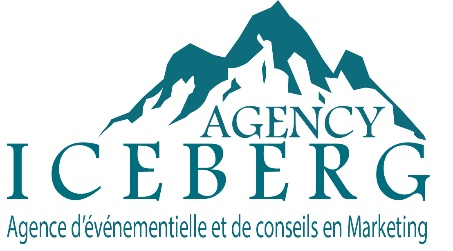 AGENCY
ICEBERG
Agence d'événementielle et de conseils en Marketing